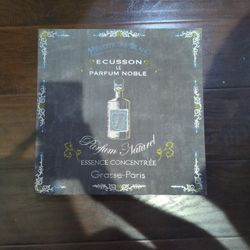 ECUSSON
LE
PARFUM NOBLE
Parfum Naturel
ESSENCE CONCENTRÉE
Grasse-Paris